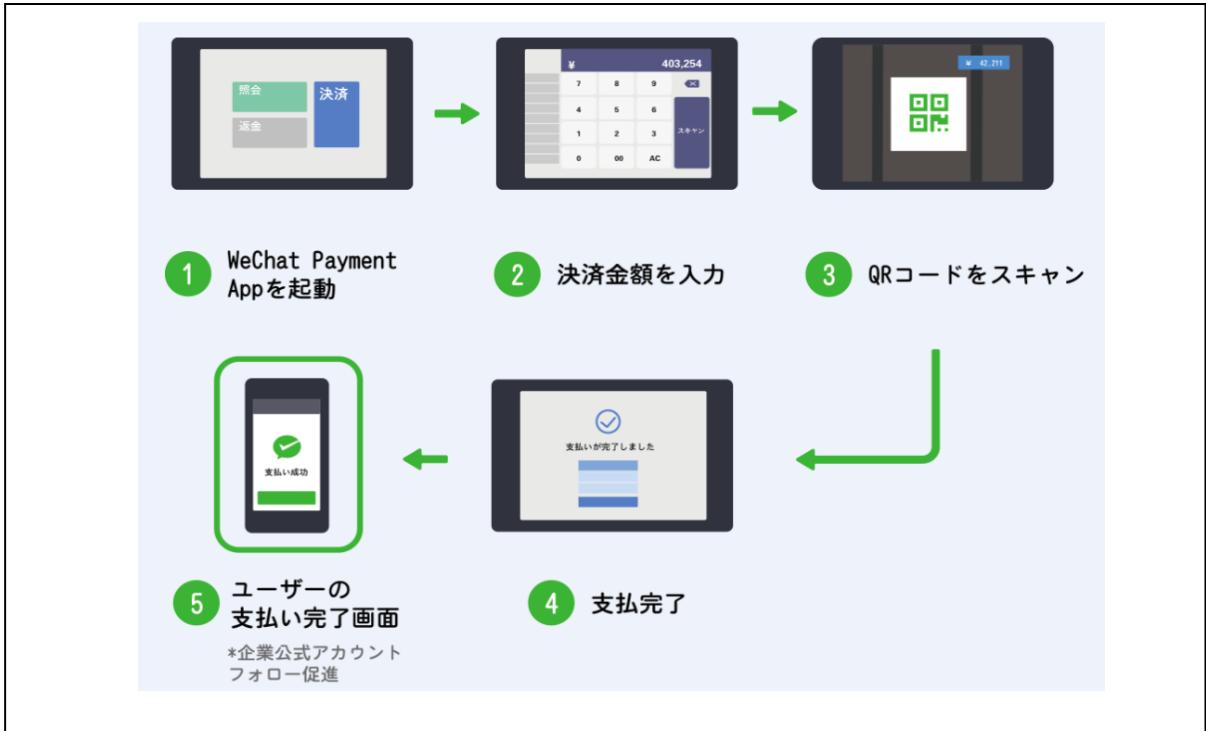 照会
決済
返金
¥ 403,254
7 8 9
4 5 6
1 2 3
スキャン
0 00 AC
¥ 42,211
1
WeChat Payment
Appを起動
2
決済金額を入力
3
QRコードをスキャン
支払い成功
支払いが完了しました
5
ユーザーの
支払い完了画面
*企業公式アカウント
フォロー促進
4
支払完了